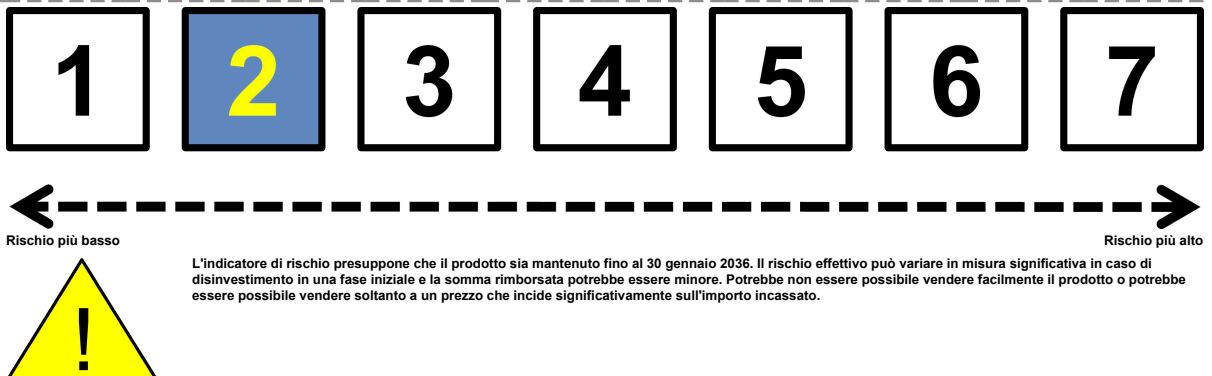 1 2 3 4 5 6 7
Rischio più basso Rischio più alto
L'indicatore di rischio presuppone che il prodotto sia mantenuto fino al 30 gennaio 2036. Il rischio effettivo può variare in misura significativa in caso di
disinvestimento in una fase iniziale e la somma rimborsata potrebbe essere minore. Potrebbe non essere possibile vendere facilmente il prodotto o potrebbe
essere possibile vendere soltanto a un prezzo che incide significativamente sull'importo incassato.
!